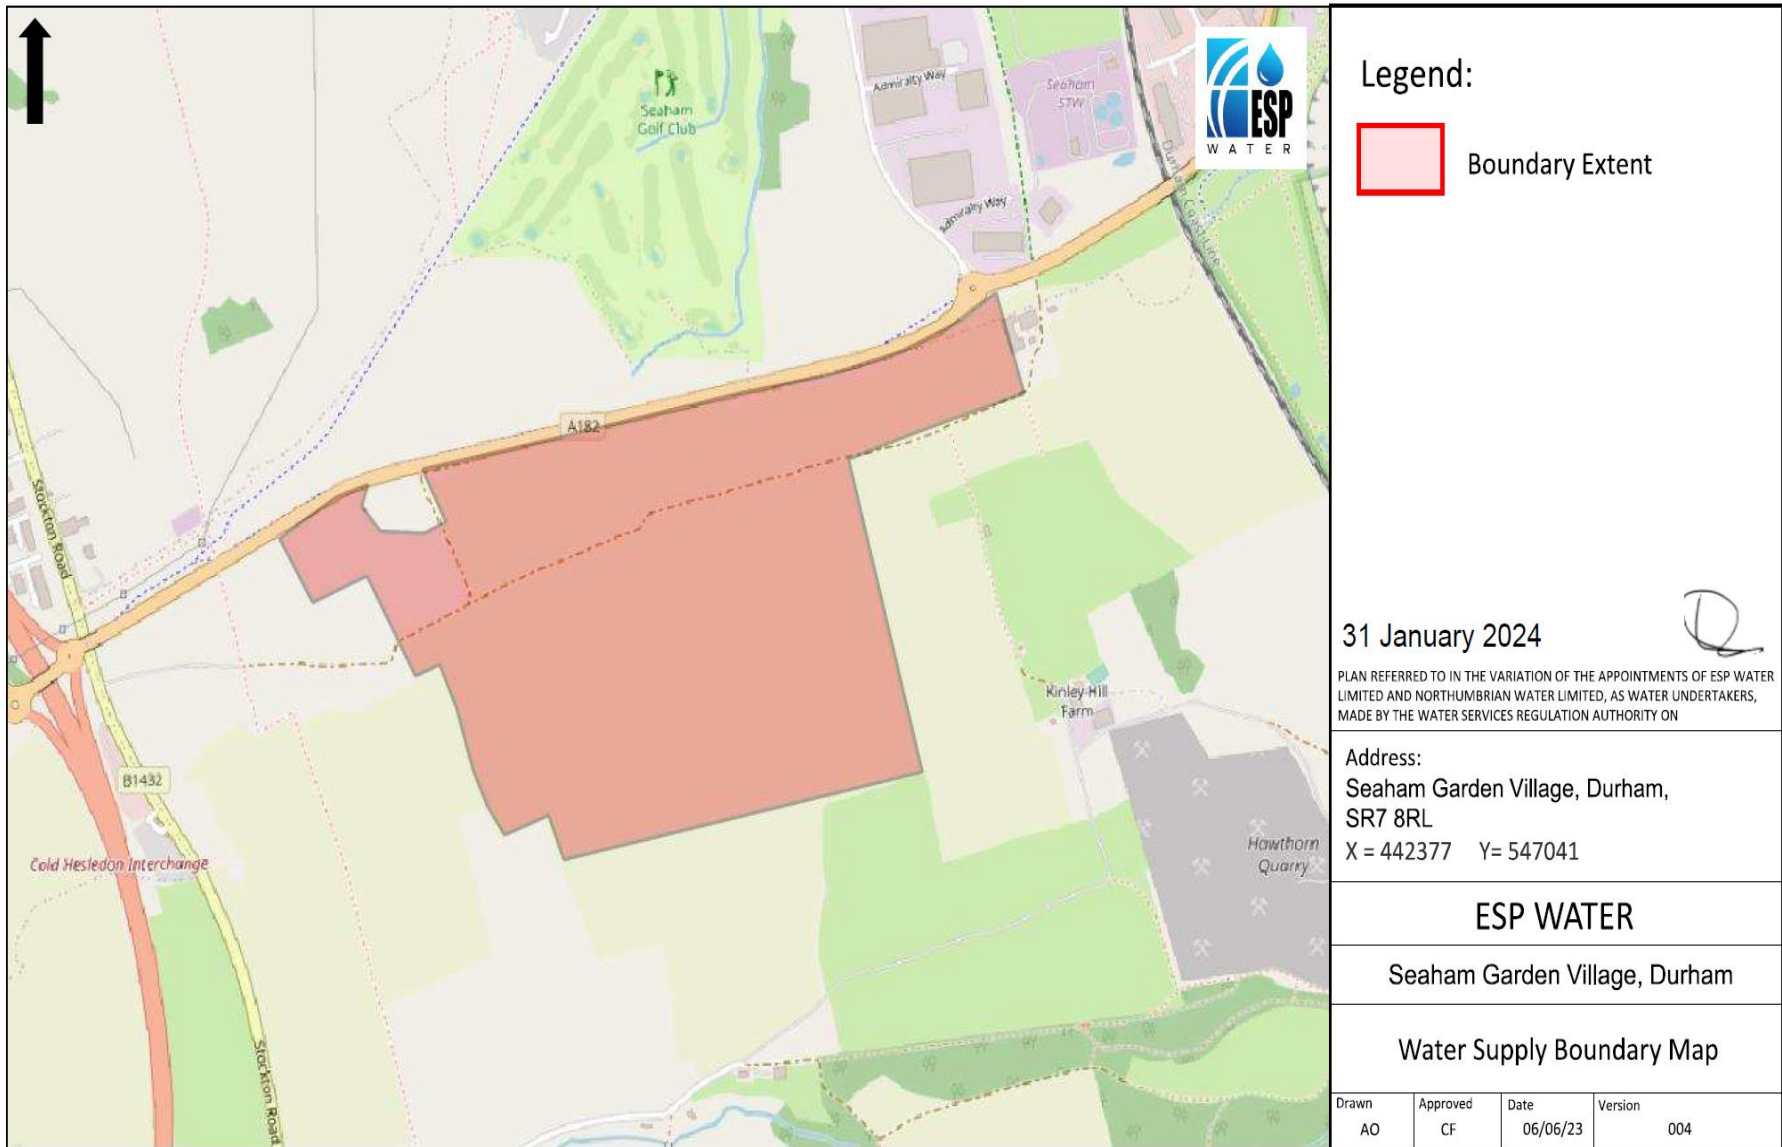 Seaham
Golf Club
Admiralty Way
Admiralty Way
Seaham
STW
Durham Coast Line
ESP
WATER
A182
Stockton Road
B1432
Cold Hesledon Interchange
Stockton Road
Kinley Hill
Farm
Hawthorn
Quarry
Legend:
Boundary Extent
31 January 2024
PLAN REFERRED TO IN THE VARIATION OF THE APPOINTMENTS OF ESP WATER
LIMITED AND NORTHUMBRIAN WATER LIMITED, AS WATER UNDERTAKERS,
MADE BY THE WATER SERVICES REGULATION AUTHORITY ON
Address:
Seaham Garden Village, Durham,
SR7 8RL
X = 442377 Y= 547041
ESP WATER
Seaham Garden Village, Durham
Water Supply Boundary Map
Drawn Approved Date Version
AO CF 06/06/23 004